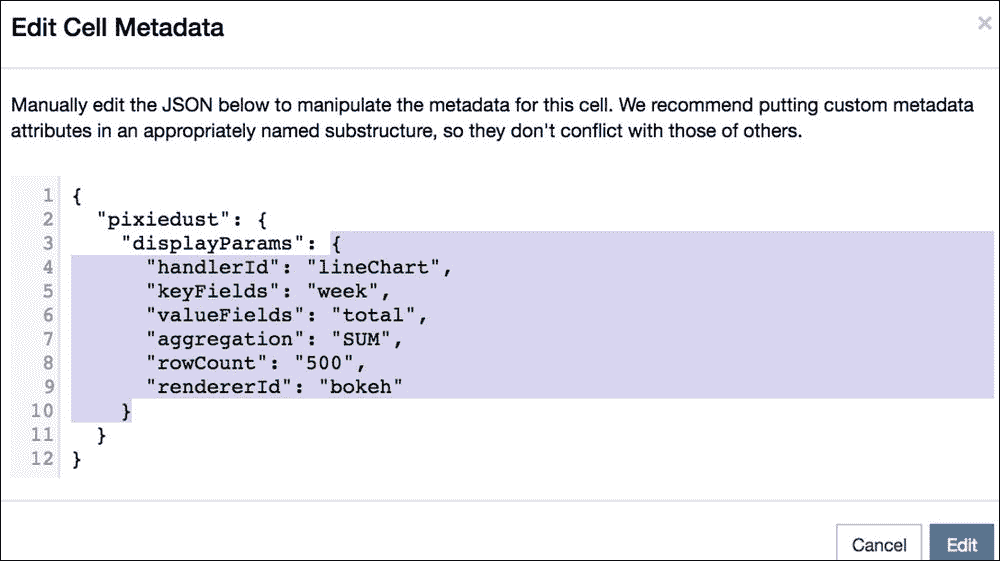 Edit Cell Metadata
×
Manually edit the JSON below to manipulate the metadata for this cell. We recommend putting custom metadata
attributes in an appropriately named substructure, so they don't conflict with those of others.
1 {
2   "pixiedust": {
3     "displayParams": {
4       "handlerId": "lineChart",
5       "keyFields": "week",
6       "valueFields": "total",
7       "aggregation": "SUM",
8       "rowCount": "500",
9       "rendererId": "bokeh"
10     }
11   }
12 }
Cancel Edit